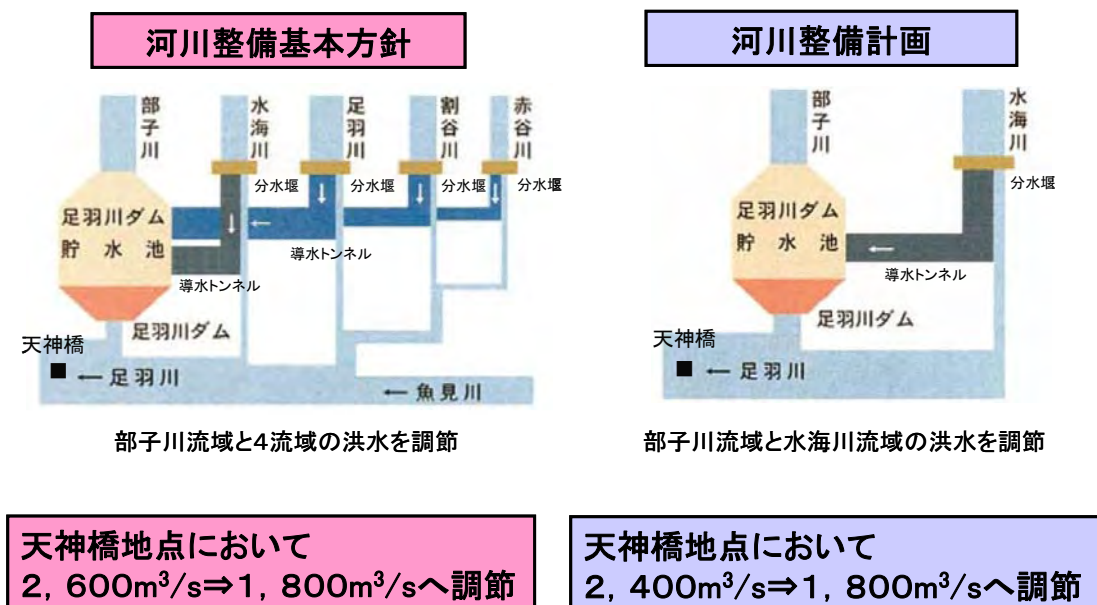 河川整備基本方針
部子川
水海川
足羽川
割谷川
赤谷川
分水堰
分水堰
分水堰
分水堰
足羽川ダム
貯水池
導水トンネル
導水トンネル
足羽川ダム
天神橋
■ ←足羽川
←魚見川
部子川流域と4流域の洪水を調節
天神橋地点において
2，600m³/s⇒1，800m³/sへ調節
河川整備計画
部子川
水海川
分水堰
足羽川ダム
貯水池
←
導水トンネル
足羽川ダム
天神橋
■ ←足羽川
部子川流域と水海川流域の洪水を調節
天神橋地点において
2，400m³/s⇒1，800m³/sへ調節